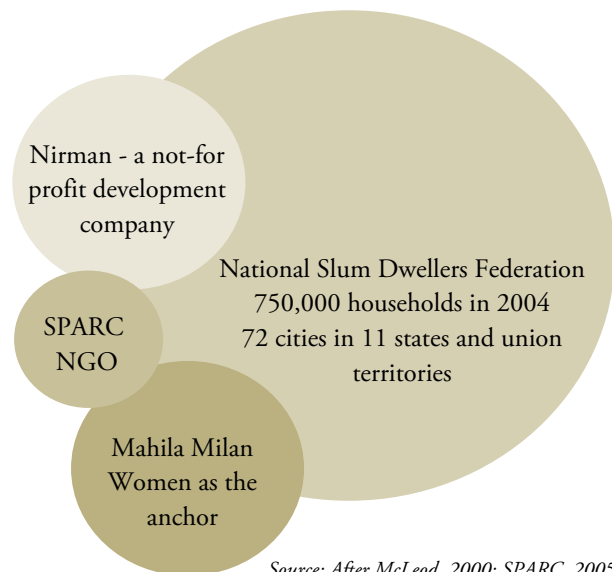 Nirman - a not-for
profit development
company
National Slum Dwellers Federation
750,000 households in 2004
72 cities in 11 states and union
territories
SPARC
NGO
Mahila Milan
Women as the
anchor
Source: After McLeod, 2000; SPARC, 2005